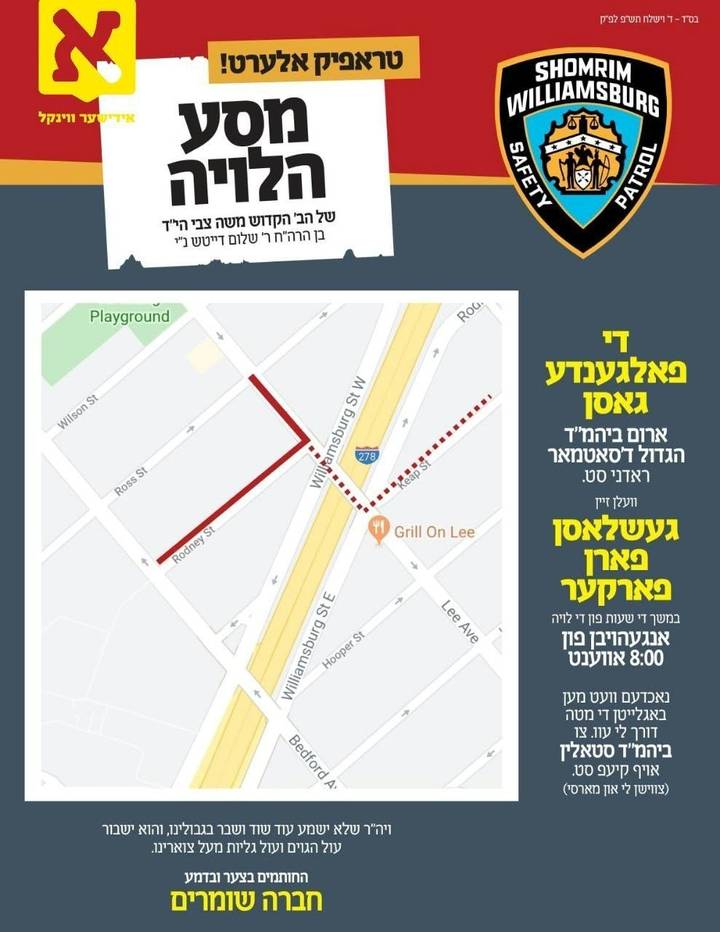 בס"ד - ד' וישלח תש"פ לפ"ק
א
אידישער ווינקל
טראפיק אלערט!
מסע
הלויה
של הב' הקדוש משה צבי הי"ד
בן הרה"ח ר' שלום דייטש נ"י
SHOMRIM
WILLIAMSBURG
SAFETY
PATROL
די
פאלגענדע
גאסן
ארום ביהמ"ד
הגדול ד'סאטמאר
ראדני סט.
וועלן זיין
געשלאסן
פארן
פארקער
במשך די שעות פון די לויה
אנגעהויבן פון
8:00 אווענט
נאכדעם וועט מען
באגלייטן די מטה
דורך לי עוו. צו
ביהמ"ד סטאלין
אויף קיעפ סט.
(צווישן לי און מארסי)
Playground
Wilson St
Ross St
Rodney St
Williamsburg St W
278
Keap St
Grill On Lee
Williamsburg St E
Hooper St
Lee Ave
Bedford A
Rod
ויה"ר שלא ישמע עוד שוד ושבר בגבולינו, והוא ישבור
עול הגוים ועול גליות מעל צוארינו.
החותמים בצער ובדמע
חברה שומרים